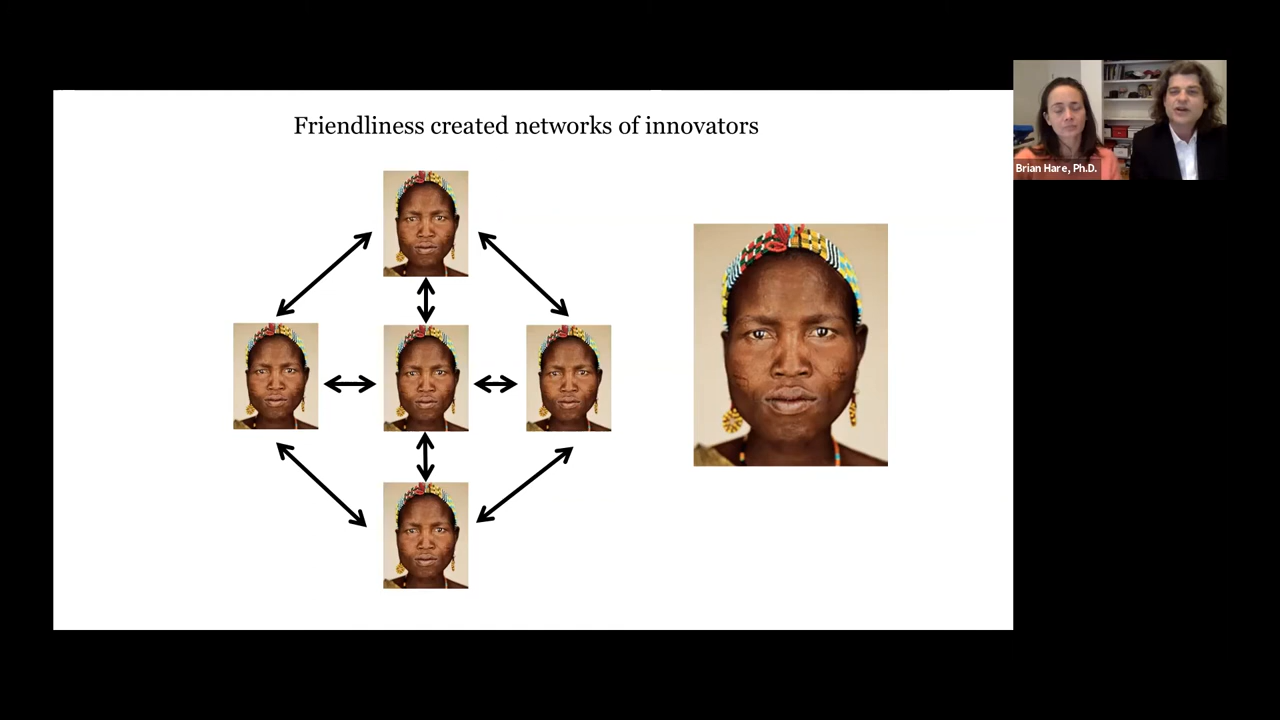 Friendliness created networks of innovators
Brian Hare, Ph.D.